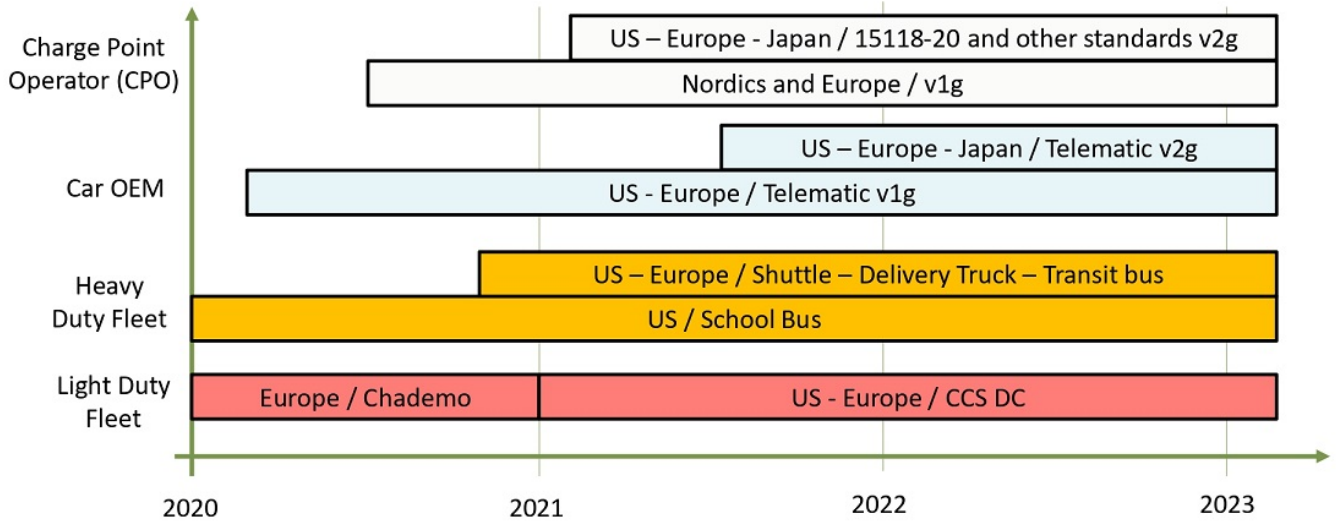 Charge Point
Operator (CPO)
US – Europe - Japan / 15118-20 and other standards v2g
Nordics and Europe / v1g
Car OEM
US – Europe - Japan / Telematic v2g
US - Europe / Telematic v1g
Heavy
Duty Fleet
US – Europe / Shuttle – Delivery Truck – Transit bus
US / School Bus
Light Duty
Fleet
Europe / Chademo
US - Europe / CCS DC
2020
2021
2022
2023